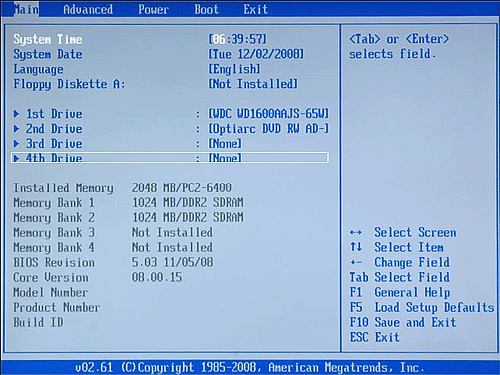 Main Advanced Power Boot Exit
System Time [06:39:57]
System Date [Tue 12/02/2008]
Language [English]
Floppy Diskette A: [Not Installed]
1st Drive : [WDC WD1600AAJS-65W]
2nd Drive : [Optiarc DVD RW AD-]
3rd Drive : [None]
4th Drive : [None]
Installed Memory 2048 MB/PC2-6400
Memory Bank 1 1024 MB/DDR2 SDRAM
Memory Bank 2 1024 MB/DDR2 SDRAM
Memory Bank 3 Not Installed
Memory Bank 4 Not Installed
BIOS Revision 5.03 11/05/08
Core Version 08.00.15
Model Number
Product Number
Build ID
<Tab> or <Enter>
selects field.
↔ Select Screen
↑↓ Select Item
+- Change Field
Tab Select Field
F1 General Help
F5 Load Setup Defaults
F10 Save and Exit
ESC Exit
v02.61 (C)Copyright 1985-2008, American Megatrends, Inc.